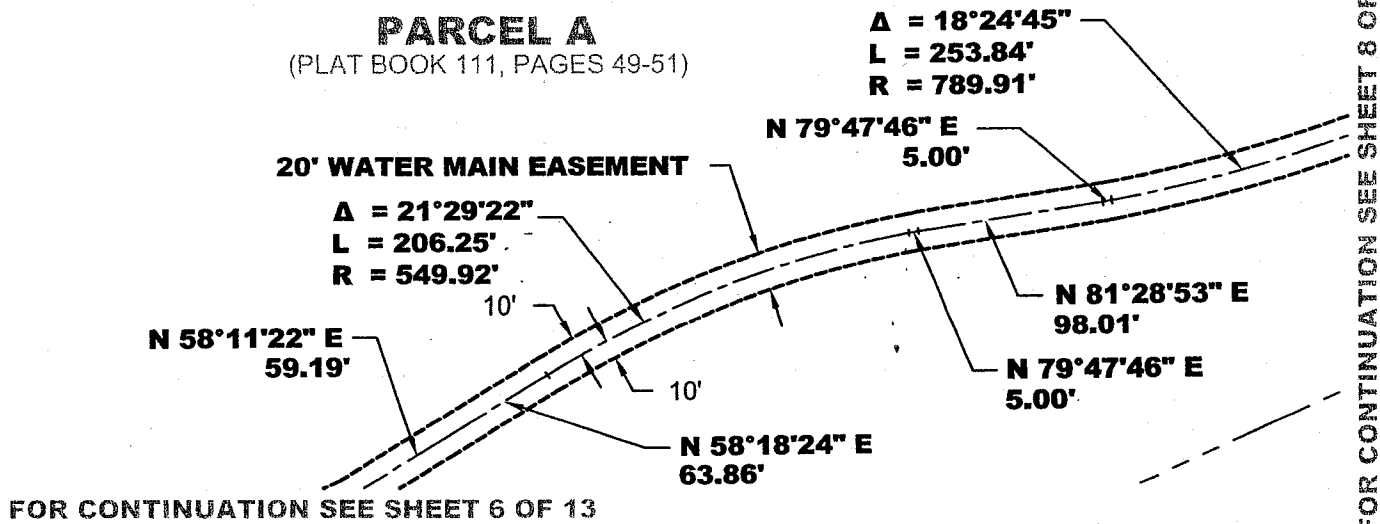 PARCEL A
(PLAT BOOK 111, PAGES 49-51)
Δ = 18°24'45"
L = 253.84'
R = 789.91'
N 79°47'46" E
5.00'
20' WATER MAIN EASEMENT
Δ = 21°29'22"
L = 206.25'
R = 549.92'
10'
N 58°11'22" E
59.19'
N 81°28'53" E
98.01'
N 79°47'46" E
5.00'
10'
N 58°18'24" E
63.86'
FOR CONTINUATION SEE SHEET 6 OF 13
FOR CONTINUATION SEE SHEET 8 OF